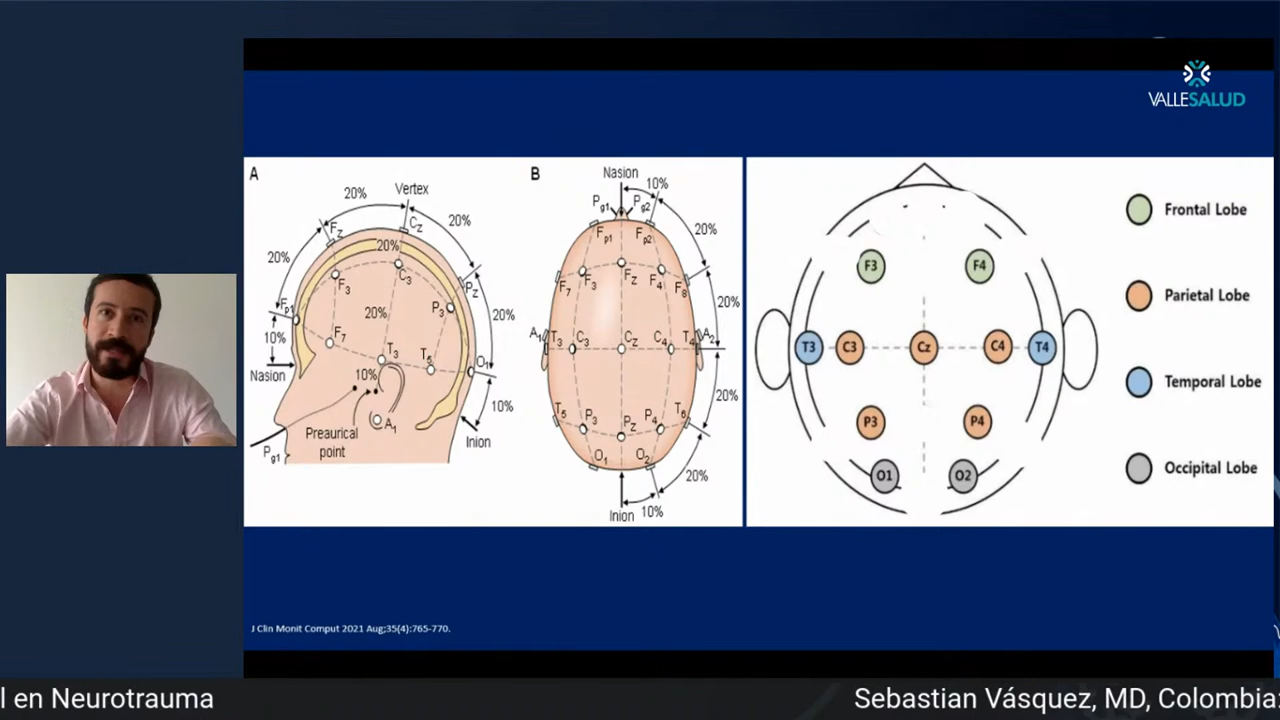 VALLESALUD
A
20%
Vertex
20%
Fz
Cz
20%
20%
C3
F3
Pz
P3
20%
Fp1
20%
10%
F7
T3
T5
O1
Nasion
10%
10%
A1
Preaurical
point
Inion
Pg1
B
Nasion
10%
Pg1
Pg2
Fp1
Fp2
20%
F7
F3
Fz
F4
F8
20%
A1
T3
C3
Cz
C4
T4
A2
20%
T5
P3
Pz
P4
T6
O1
O2
20%
Inion
10%
F3
F4
T3
C3
Cz
C4
T4
P3
P4
O1
O2
Frontal Lobe
Parietal Lobe
Temporal Lobe
Occipital Lobe
J Clin Monit Comput 2021 Aug;35(4):765-770.
l en Neurotrauma
Sebastian Vásquez, MD, Colombia: